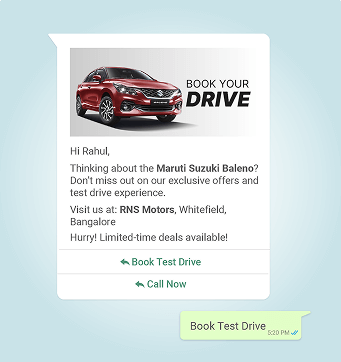 BOOK YOUR
DRIVE
Hi Rahul,
Thinking about the Maruti Suzuki Baleno?
Don't miss out on our exclusive offers and
test drive experience.
Visit us at: RNS Motors, Whitefield,
Bangalore
Hurry! Limited-time deals available!
Book Test Drive
Call Now
Book Test Drive
5:20 PM